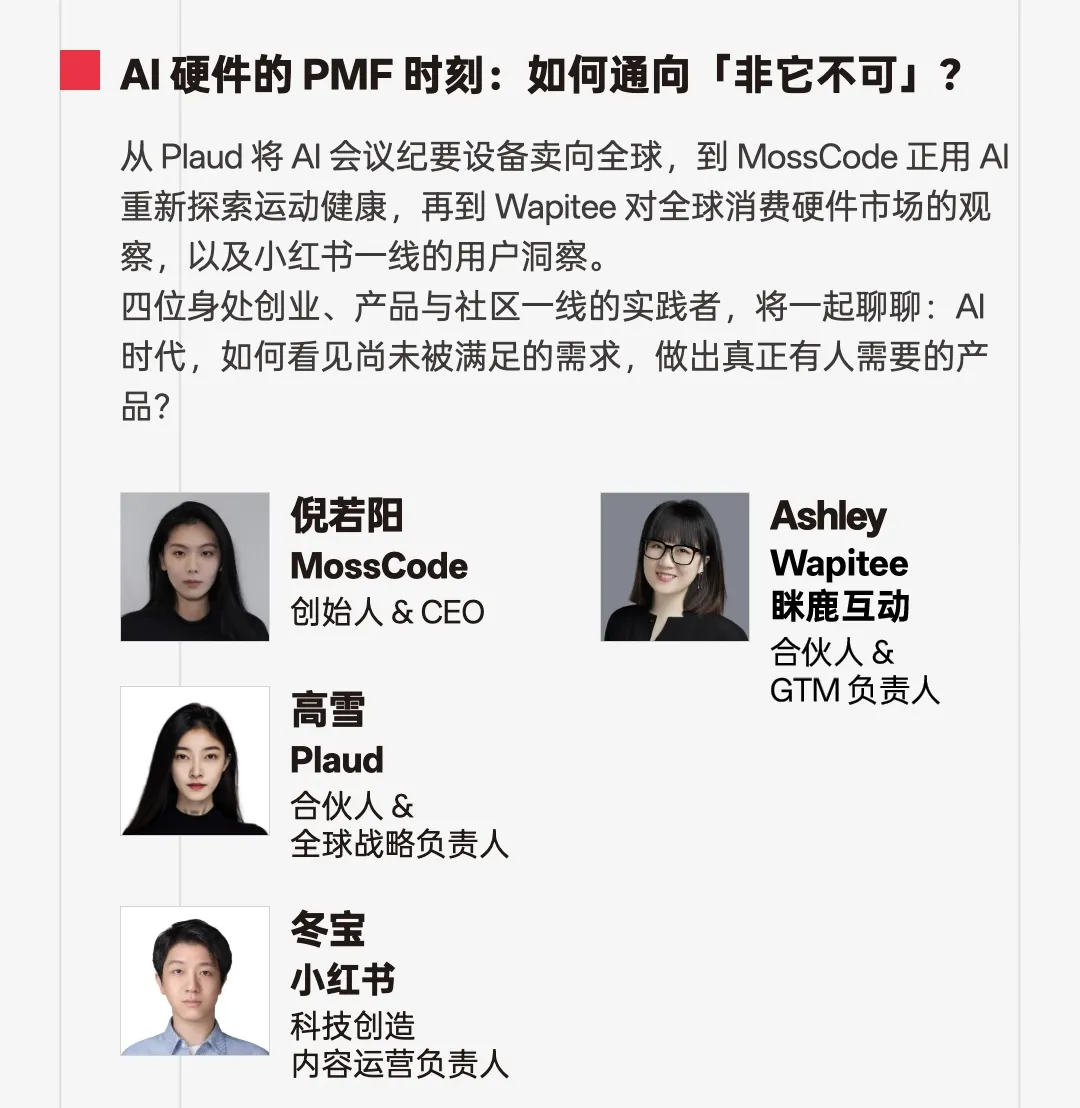 AI 硬件的 PMF 时刻：如何通向「非它不可」？
从 Plaud 将 AI 会议纪要设备卖向全球，到 MossCode 正用 AI
重新探索运动健康，再到 Wapitee 对全球消费硬件市场的观
察，以及小红书一线的用户洞察。
四位身处创业、产品与社区一线的实践者，将一起聊聊：AI
时代，如何看见尚未被满足的需求，做出真正有人需要的产
品？
倪若阳
MossCode
创始人 & CEO
Ashley
Wapitee
眯鹿互动
合伙人 &
GTM 负责人
高雪
Plaud
合伙人 &
全球战略负责人
冬宝
小红书
科技创造
内容运营负责人